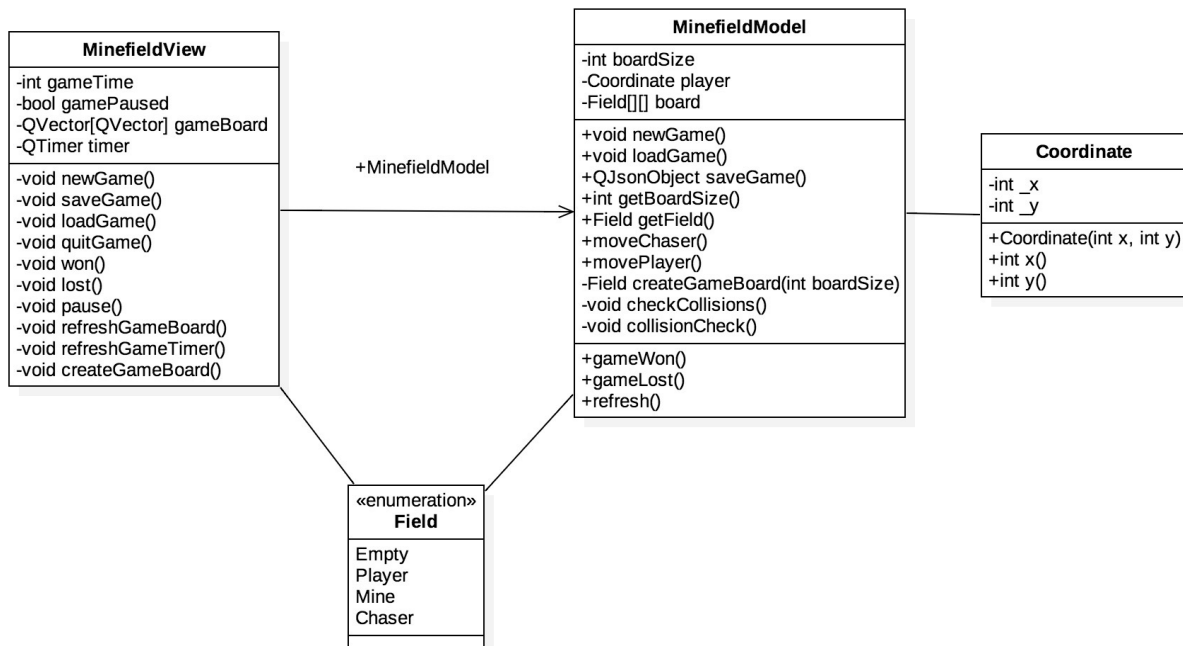 MinefieldView
-int gameTime
-bool gamePaused
-QVector[QVector] gameBoard
-QTimer timer
-void newGame()
-void saveGame()
-void loadGame()
-void quitGame()
-void won()
-void lost()
-void pause()
-void refreshGameBoard()
-void refreshGameTimer()
-void createGameBoard()
+MinefieldModel
MinefieldModel
-int boardSize
-Coordinate player
-Field[][] board
+void newGame()
+void loadGame()
+QJsonObject saveGame()
+int getBoardSize()
+Field getField()
+moveChaser()
+movePlayer()
-Field createGameBoard(int boardSize)
-void checkCollisions()
-void collisionCheck()
+gameWon()
+gameLost()
+refresh()
Coordinate
-int _x
-int _y
+Coordinate(int x, int y)
+int x()
+int y()
«enumeration»
Field
Empty
Player
Mine
Chaser